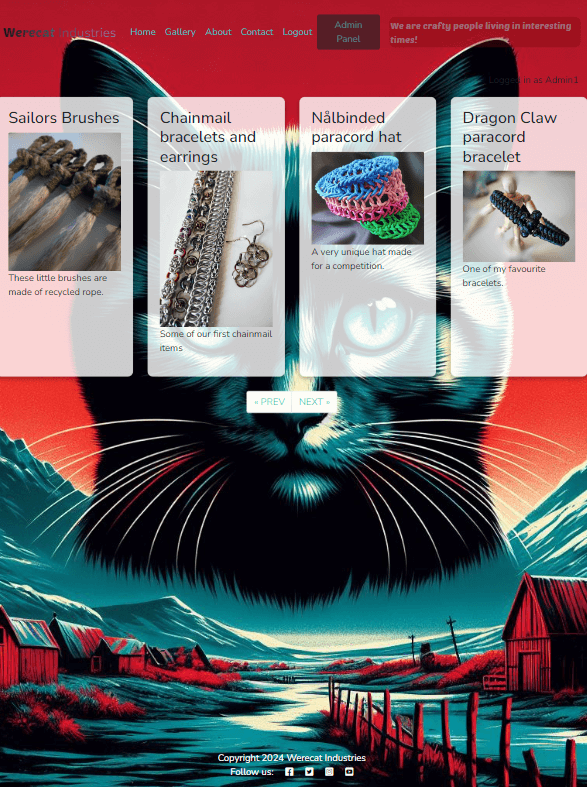 Werecat Industries
Home Gallery About Contact Logout
Admin
Panel
We are crafty people living in interesting
times!
Logged in as Admin1
Sailors Brushes
These little brushes are
made of recycled rope.
Chainmail
bracelets and
earrings
Some of our first chainmail
items
Nålbinded
paracord hat
A very unique hat made
for a competition.
Dragon Claw
paracord
bracelet
One of my favourite
bracelets.
« PREV NEXT »
Copyright 2024 Werecat Industries
Follow us: